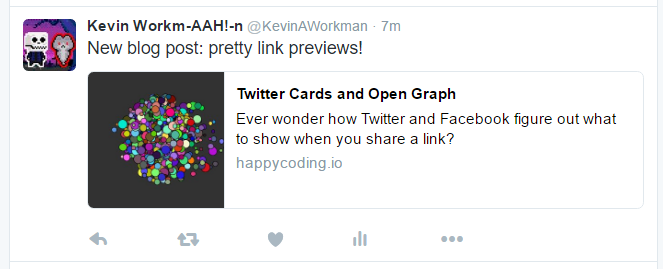 Kevin Workm-AAH!-n @KevinAWorkman · 7m
New blog post: pretty link previews!
Twitter Cards and Open Graph
Ever wonder how Twitter and Facebook figure out what
to show when you share a link?
happycoding.io